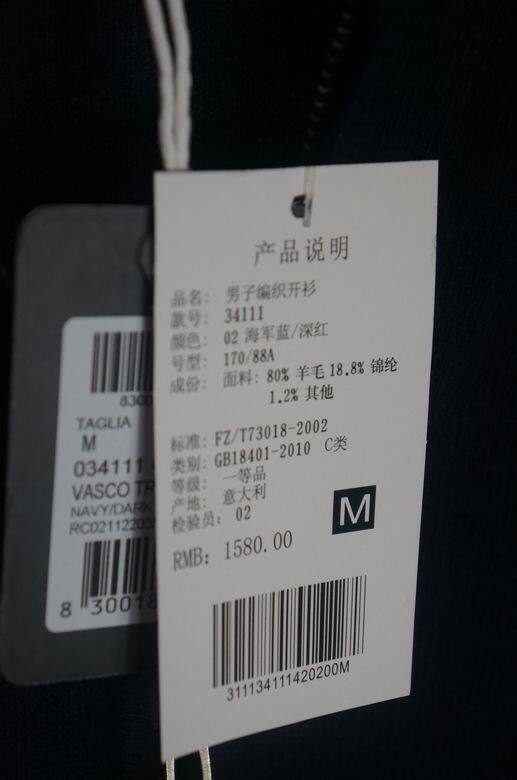 产品说明
品名: 男子编织开衫
款号: 34111
颜色: 02 海军蓝/深红
号型: 170/88A
成份: 面料: 80% 羊毛 18.8% 锦纶
1.2% 其他
标准: FZ/T73018-2002
类别: GB18401-2010 C类
等级: 一等品
产地: 意大利
检验员: 02
M
RMB: 1580.00
311134111420200M
8300
TAGLIA
M
034111
VASCO TR
NAVY/DARK
RC02112203
8 30018